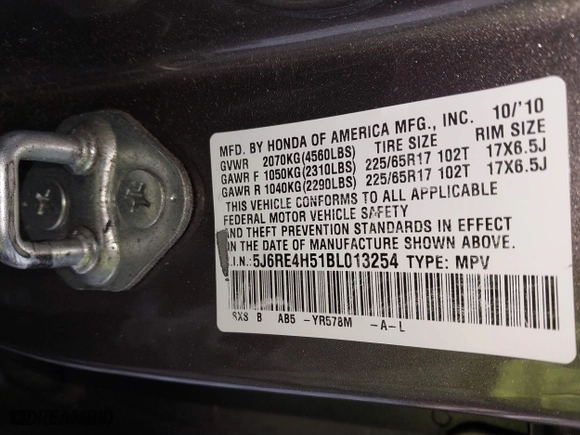 MFD. BY HONDA OF AMERICA MFG., INC. 10/'10
GVWR 2070KG(4560LBS) TIRE SIZE RIM SIZE
GAWR F 1050KG(2310LBS) 225/65R17 102T 17X6.5J
GAWR R 1040KG(2290LBS) 225/65R17 102T 17X6.5J
THIS VEHICLE CONFORMS TO ALL APPLICABLE
FEDERAL MOTOR VEHICLE SAFETY
AND THEFT PREVENTION STANDARDS IN EFFECT
ON THE DATE OF MANUFACTURE SHOWN ABOVE.
.I.N.: 5J6RE4H51BL013254 TYPE: MPV
SXS B AB5 -YR578M -A-L
DREAMBID